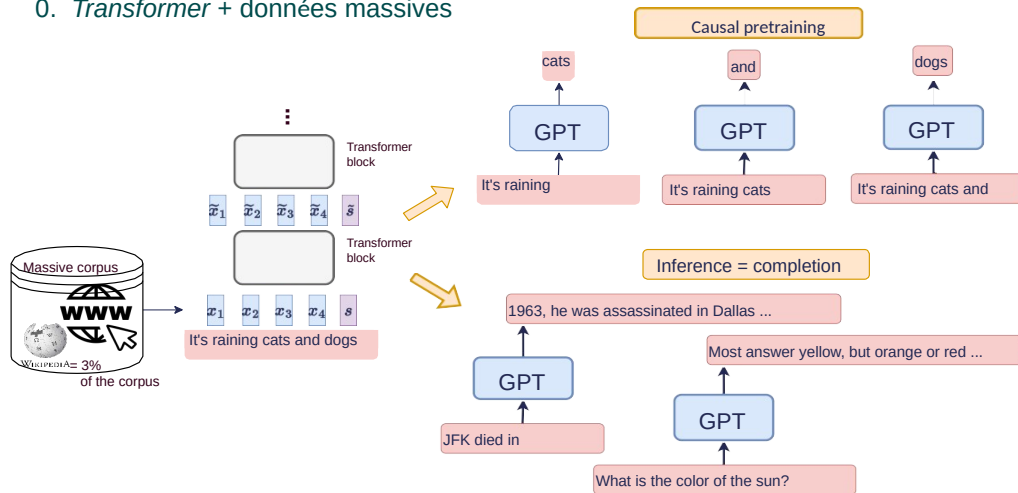 0. Transformer + données massives
Causal pretraining
cats
and
dogs
GPT
GPT
GPT
It's raining
It's raining cats
It's raining cats and
⋮
Transformer
block
x̃₁ x̃₂ x̃₃ x̃₄ s̃
Transformer
block
x₁ x₂ x₃ x₄ s
It's raining cats and dogs
Massive corpus
WWW
WIKIPEDIA = 3%
of the corpus
Inference = completion
1963, he was assassinated in Dallas ...
GPT
JFK died in
Most answer yellow, but orange or red ...
GPT
What is the color of the sun?